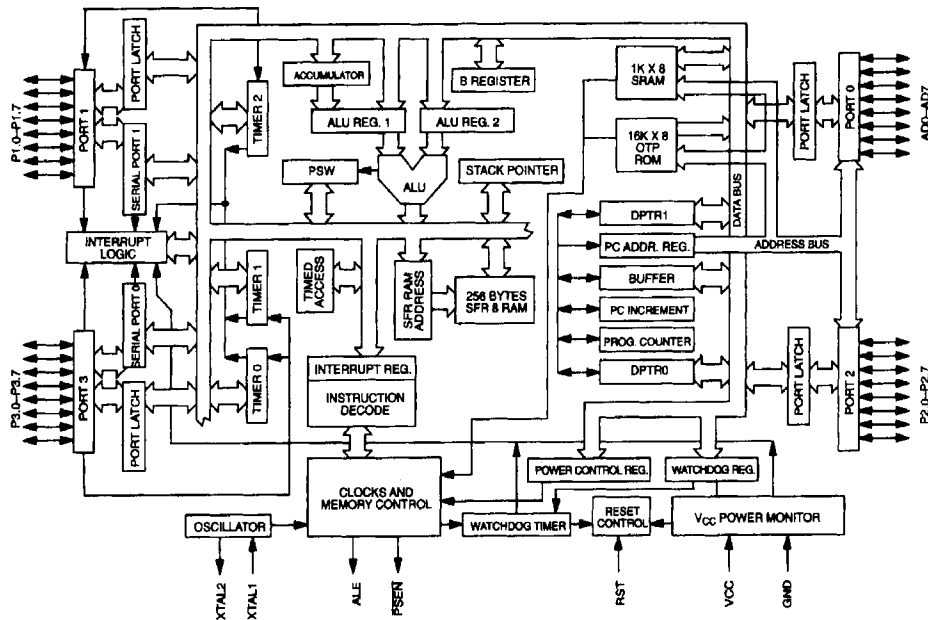 P1.0–P1.7
PORT 1
PORT LATCH
SERIAL PORT 1
TIMER 2
ACCUMULATOR
B REGISTER
ALU REG. 1
ALU REG. 2
PSW
ALU
STACK POINTER
1K X 8
SRAM
16K X 8
OTP
ROM
PORT LATCH
PORT 0
AD0–AD7
DATA BUS
ADDRESS BUS
INTERRUPT
LOGIC
TIMER 1
TIMED
ACCESS
SFR RAM
ADDRESS
256 BYTES
SFR 8 RAM
DPTR1
PC ADDR. REG.
BUFFER
PC INCREMENT
PROG. COUNTER
DPTR0
P3.0–P3.7
PORT 3
SERIAL PORT 0
PORT LATCH
TIMER 0
INTERRUPT REG.
INSTRUCTION
DECODE
PORT LATCH
PORT 2
P2.0–P2.7
POWER CONTROL REG.
WATCHDOG REG.
CLOCKS AND
MEMORY CONTROL
OSCILLATOR
WATCHDOG TIMER
RESET
CONTROL
VCC POWER MONITOR
XTAL2
XTAL1
ALE
PSEN
RST
VCC
GND